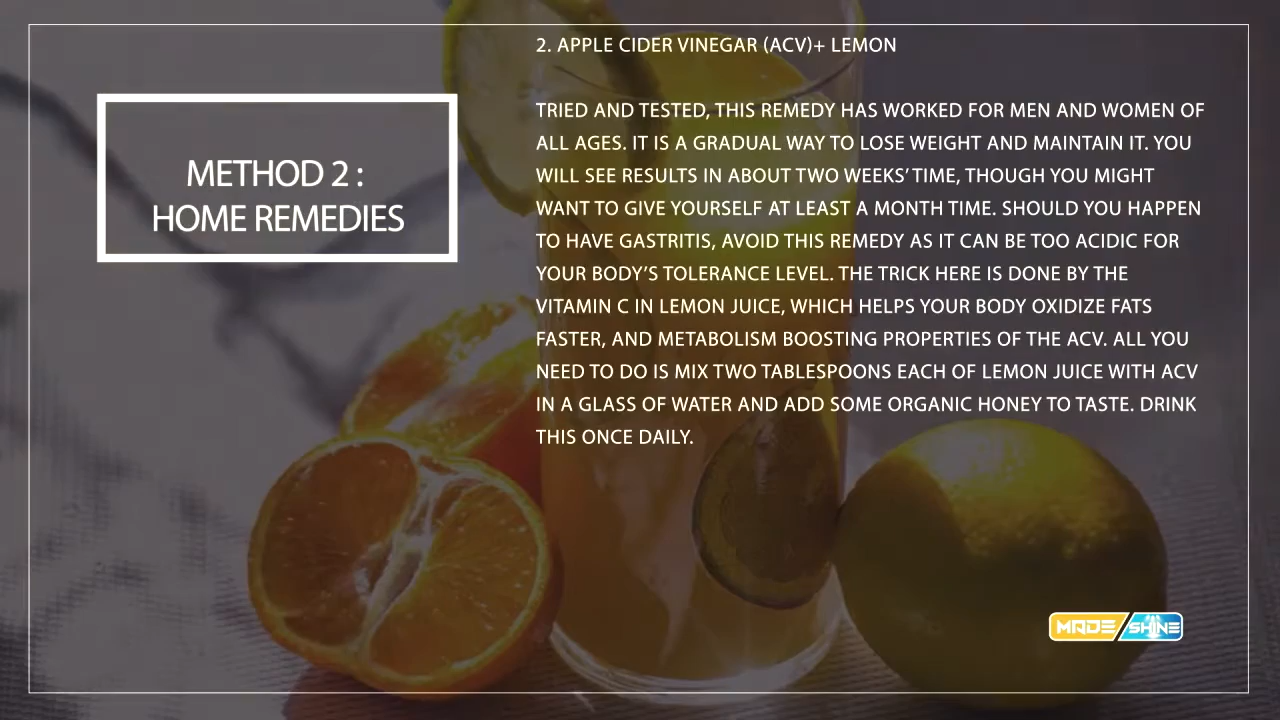 METHOD 2 :
HOME REMEDIES
2. APPLE CIDER VINEGAR (ACV)+ LEMON
TRIED AND TESTED, THIS REMEDY HAS WORKED FOR MEN AND WOMEN OF
ALL AGES. IT IS A GRADUAL WAY TO LOSE WEIGHT AND MAINTAIN IT. YOU
WILL SEE RESULTS IN ABOUT TWO WEEKS’ TIME, THOUGH YOU MIGHT
WANT TO GIVE YOURSELF AT LEAST A MONTH TIME. SHOULD YOU HAPPEN
TO HAVE GASTRITIS, AVOID THIS REMEDY AS IT CAN BE TOO ACIDIC FOR
YOUR BODY’S TOLERANCE LEVEL. THE TRICK HERE IS DONE BY THE
VITAMIN C IN LEMON JUICE, WHICH HELPS YOUR BODY OXIDIZE FATS
FASTER, AND METABOLISM BOOSTING PROPERTIES OF THE ACV. ALL YOU
NEED TO DO IS MIX TWO TABLESPOONS EACH OF LEMON JUICE WITH ACV
IN A GLASS OF WATER AND ADD SOME ORGANIC HONEY TO TASTE. DRINK
THIS ONCE DAILY.
MADE/SHINE